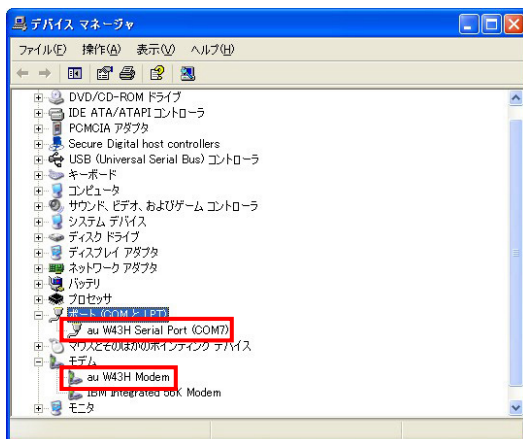 デバイス マネージャ
ファイル(F) 操作(A) 表示(V) ヘルプ(H)
DVD/CD-ROM ドライブ
IDE ATA/ATAPI コントローラ
PCMCIA アダプタ
Secure Digital host controllers
USB (Universal Serial Bus) コントローラ
キーボード
コンピュータ
サウンド、ビデオ、およびゲーム コントローラ
システム デバイス
ディスク ドライブ
ディスプレイ アダプタ
ネットワーク アダプタ
バッテリ
プロセッサ
ポート (COM と LPT)
au W43H Serial Port (COM7)
マウスとそのほかのポインティング デバイス
モデム
au W43H Modem
IBM Integrated 56K Modem
モニタ